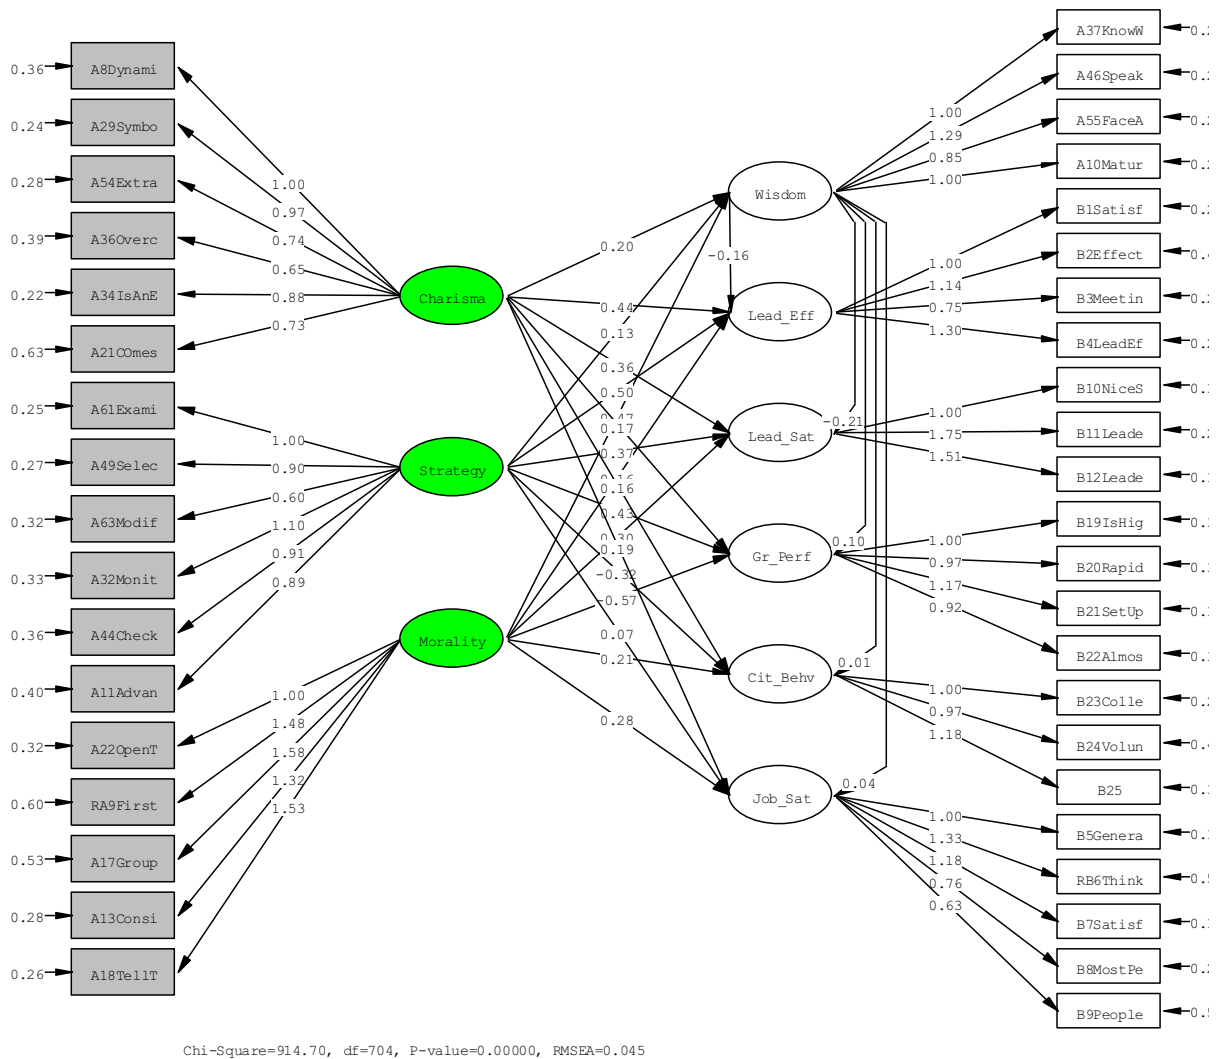 0.36 A8Dynami
0.24 A29Symbo
0.28 A54Extra
0.39 A36Overc
0.22 A34IsAnE
0.63 A21COmes
0.25 A61Exami
0.27 A49Selec
0.32 A63Modif
0.33 A32Monit
0.36 A44Check
0.40 A11Advan
0.32 A22OpenT
0.60 RA9First
0.53 A17Group
0.28 A13Consi
0.26 A18TellT
1.00
0.97
0.74
0.65
0.88
0.73
1.00
0.90
0.60
1.10
0.91
0.89
1.00
1.48
1.58
1.32
1.53
Charisma
Strategy
Morality
0.20
-0.16
0.44
0.13
0.36
0.50
0.17
0.37
0.16
0.43
0.19
-0.32
-0.57
0.07
0.21
0.28
Wisdom
Lead_Eff
Lead_Sat
Gr_Perf
Cit_Behv
Job_Sat
-0.21
0.10
0.01
0.04
1.00
1.29
0.85
1.00
1.00
1.14
0.75
1.30
1.00
1.75
1.51
1.00
0.97
1.17
0.92
1.00
0.97
1.18
1.00
1.33
1.18
0.76
0.63
A37KnowW
A46Speak
A55FaceA
A10Matur
B1Satisf
B2Effect
B3Meetin
B4LeadEf
B10NiceS
B11Leade
B12Leade
B19IsHig
B20Rapid
B21SetUp
B22Almos
B23Colle
B24Volun
B25
B5Genera
RB6Think
B7Satisf
B8MostPe
B9People
Chi-Square=914.70, df=704, P-value=0.00000, RMSEA=0.045